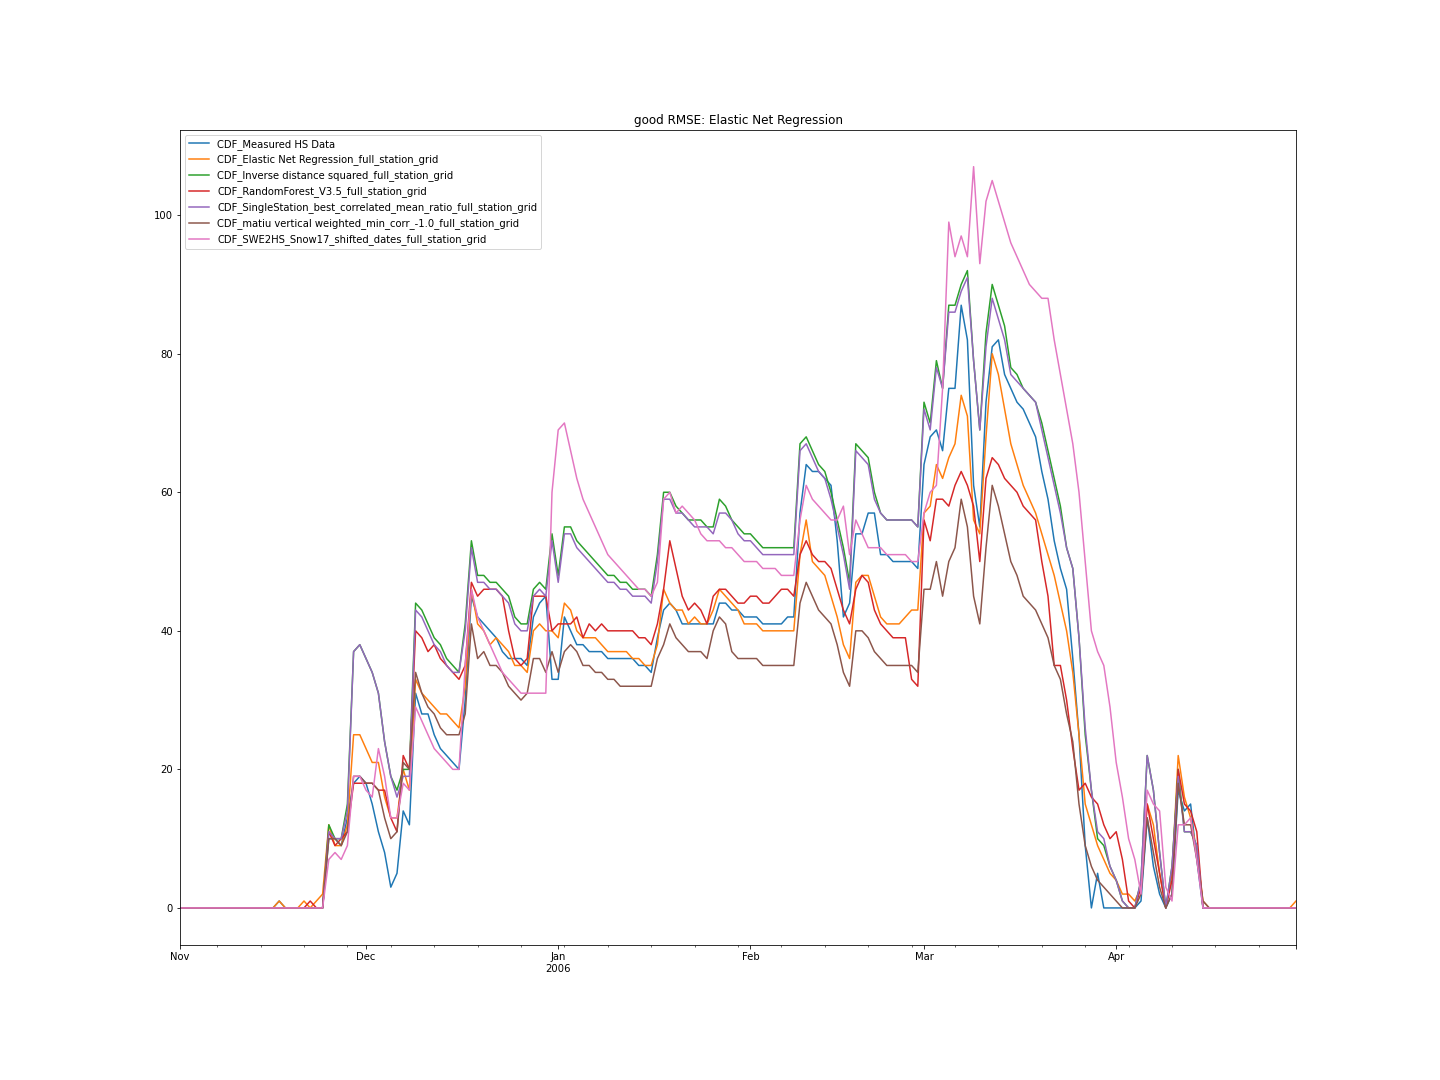 good RMSE: Elastic Net Regression
CDF_Measured HS Data
CDF_Elastic Net Regression_full_station_grid
CDF_Inverse distance squared_full_station_grid
CDF_RandomForest_V3.5_full_station_grid
CDF_SingleStation_best_correlated_mean_ratio_full_station_grid
CDF_matiu vertical weighted_min_corr_-1.0_full_station_grid
CDF_SWE2HS_Snow17_shifted_dates_full_station_grid
100
80
60
40
20
0
Nov Dec Jan Feb Mar Apr
2006